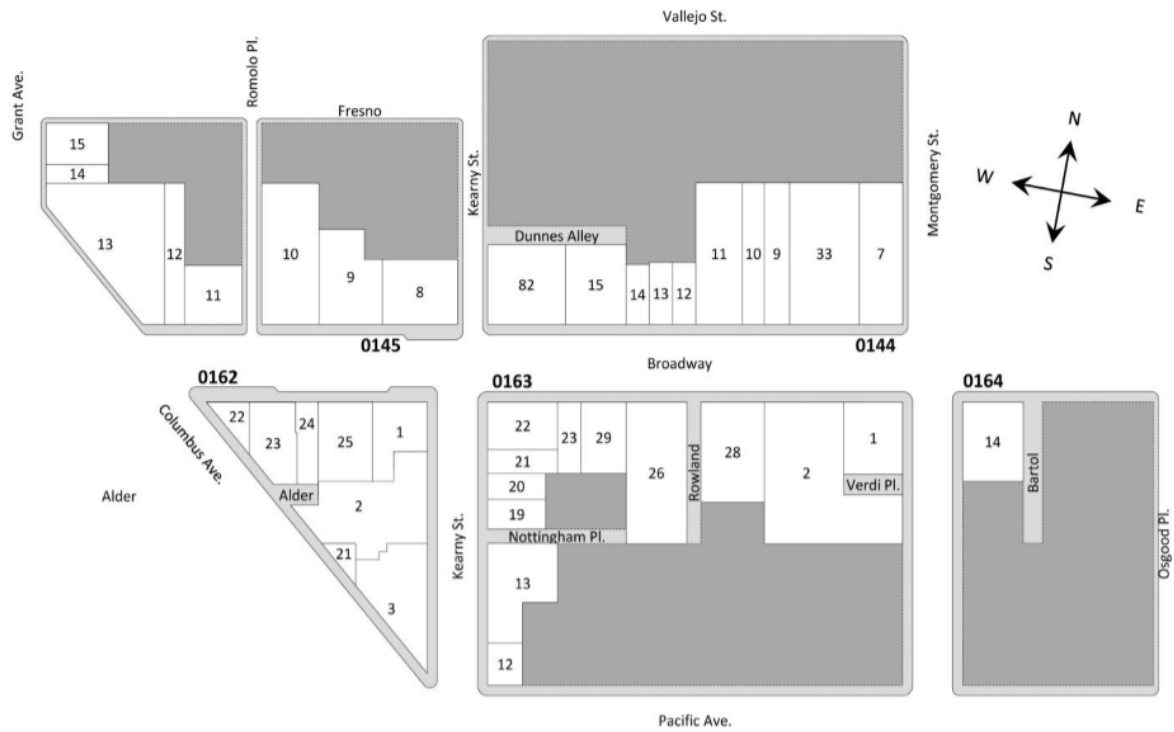 Vallejo St.
Grant Ave.
Romolo Pl.
Fresno
Kearny St.
Montgomery St.
N
W
E
S
15
14
13
12
11
10
9
8
Dunnes Alley
82
15
14
13
12
11
10
9
33
7
0145
0144
Broadway
0162
0163
0164
Columbus Ave.
22
23
24
25
1
Alder
Alder
2
21
3
Kearny St.
22
23
29
21
20
19
26
Rowland
28
2
1
Verdi Pl.
Nottingham Pl.
13
12
14
Bartol
Osgood Pl.
Pacific Ave.